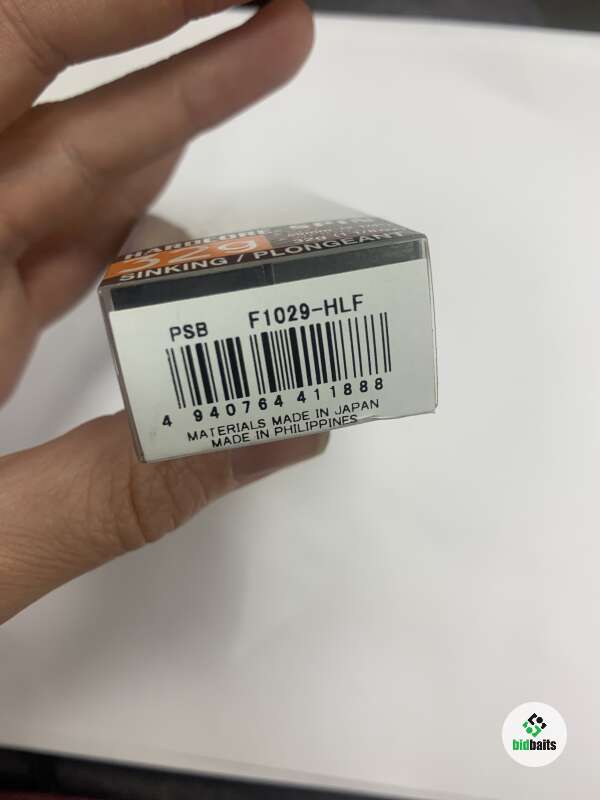 HARDCORE
32g
SINKING / PLONGEANT
PSB F1029-HLF
4 940764 411888
MATERIALS MADE IN JAPAN
MADE IN PHILIPPINES
bidbaits